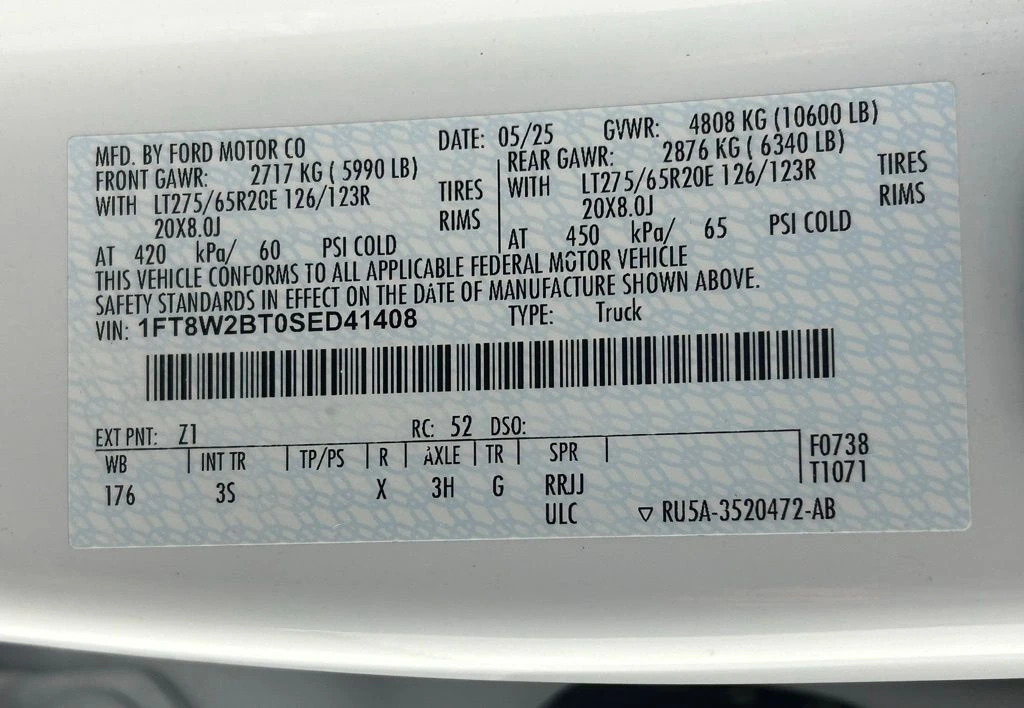 MFD. BY FORD MOTOR CO DATE: 05/25 GVWR: 4808 KG (10600 LB)
FRONT GAWR: 2717 KG ( 5990 LB) REAR GAWR: 2876 KG ( 6340 LB)
WITH LT275/65R20E 126/123R TIRES WITH LT275/65R20E 126/123R TIRES
20X8.0J RIMS 20X8.0J RIMS
AT 420 kPa/ 60 PSI COLD AT 450 kPa/ 65 PSI COLD
THIS VEHICLE CONFORMS TO ALL APPLICABLE FEDERAL MOTOR VEHICLE
SAFETY STANDARDS IN EFFECT ON THE DATE OF MANUFACTURE SHOWN ABOVE.
VIN: 1FT8W2BT0SED41408 TYPE: Truck
EXT PNT: Z1 RC: 52 DSO:
WB INT TR TP/PS R AXLE TR SPR F0738
176 3S X 3H G RRJJ T1071
ULC ▽ RU5A-3520472-AB